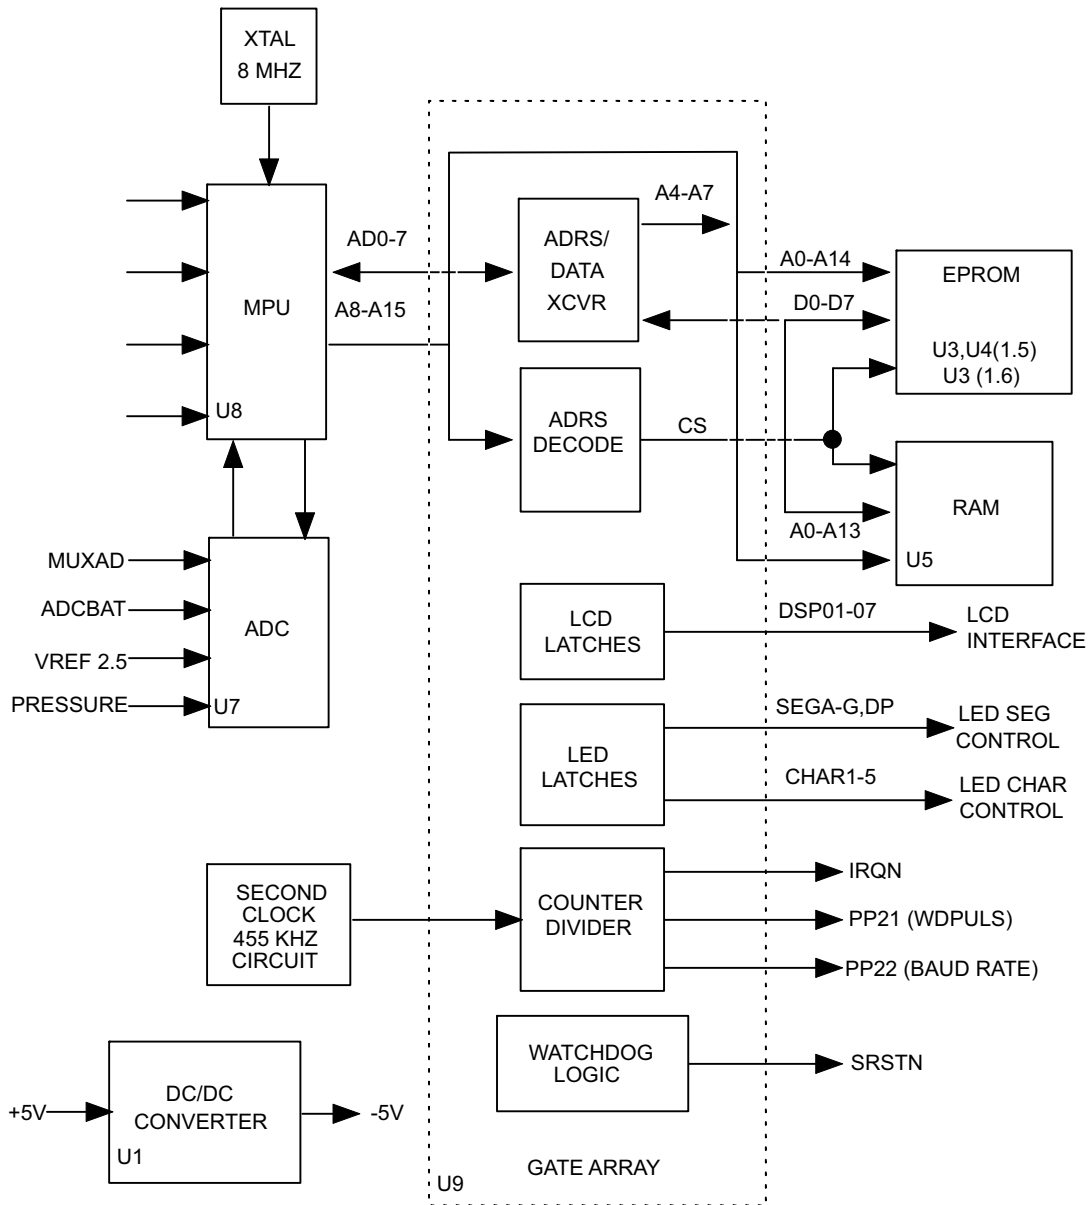 XTAL
8 MHZ
A4-A7
AD0-7
ADRS/
DATA
XCVR
A0-A14
EPROM
MPU
A8-A15
D0-D7
U3,U4(1.5)
U3 (1.6)
U8
ADRS
DECODE
CS
RAM
A0-A13
U5
MUXAD
ADCBAT
VREF 2.5
PRESSURE
ADC
U7
LCD
LATCHES
DSP01-07
LCD
INTERFACE
LED
LATCHES
SEGA-G,DP
LED SEG
CONTROL
CHAR1-5
LED CHAR
CONTROL
SECOND
CLOCK
455 KHZ
CIRCUIT
COUNTER
DIVIDER
IRQN
PP21 (WDPULS)
PP22 (BAUD RATE)
WATCHDOG
LOGIC
SRSTN
+5V
DC/DC
CONVERTER
U1
-5V
GATE ARRAY
U9